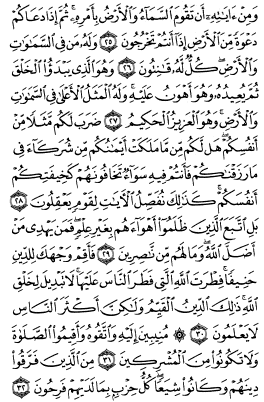 وَمِنْ ءَايَٰتِهِۦٓ أَن تَقُومَ ٱلسَّمَآءُ وَٱلْأَرْضُ بِأَمْرِهِۦ ۚ ثُمَّ إِذَا دَعَاكُمْ
دَعْوَةً مِّنَ ٱلْأَرْضِ إِذَآ أَنتُمْ تَخْرُجُونَ ۝٢٥ وَلَهُۥ مَن فِى ٱلسَّمَٰوَٰتِ
وَٱلْأَرْضِ ۖ كُلٌّ لَّهُۥ قَٰنِتُونَ ۝٢٦ وَهُوَ ٱلَّذِى يَبْدَؤُا۟ ٱلْخَلْقَ
ثُمَّ يُعِيدُهُۥ وَهُوَ أَهْوَنُ عَلَيْهِ ۚ وَلَهُ ٱلْمَثَلُ ٱلْأَعْلَىٰ فِى ٱلسَّمَٰوَٰتِ
وَٱلْأَرْضِ ۚ وَهُوَ ٱلْعَزِيزُ ٱلْحَكِيمُ ۝٢٧ ضَرَبَ لَكُم مَّثَلًا مِّنْ
أَنفُسِكُمْ ۖ هَل لَّكُم مِّن مَّا مَلَكَتْ أَيْمَٰنُكُم مِّن شُرَكَآءَ فِى
مَا رَزَقْنَٰكُمْ فَأَنتُمْ فِيهِ سَوَآءٌ تَخَافُونَهُمْ كَخِيفَتِكُمْ
أَنفُسَكُمْ ۚ كَذَٰلِكَ نُفَصِّلُ ٱلْءَايَٰتِ لِقَوْمٍ يَعْقِلُونَ ۝٢٨
بَلِ ٱتَّبَعَ ٱلَّذِينَ ظَلَمُوٓا۟ أَهْوَآءَهُم بِغَيْرِ عِلْمٍ ۖ فَمَن يَهْدِى مَنْ
أَضَلَّ ٱللَّهُ ۖ وَمَا لَهُم مِّن نَّٰصِرِينَ ۝٢٩ فَأَقِمْ وَجْهَكَ لِلدِّينِ
حَنِيفًا ۚ فِطْرَتَ ٱللَّهِ ٱلَّتِى فَطَرَ ٱلنَّاسَ عَلَيْهَا ۚ لَا تَبْدِيلَ لِخَلْقِ
ٱللَّهِ ۚ ذَٰلِكَ ٱلدِّينُ ٱلْقَيِّمُ وَلَٰكِنَّ أَكْثَرَ ٱلنَّاسِ
لَا يَعْلَمُونَ ۝٣٠ ۞ مُنِيبِينَ إِلَيْهِ وَٱتَّقُوهُ وَأَقِيمُوا۟ ٱلصَّلَوٰةَ
وَلَا تَكُونُوا۟ مِنَ ٱلْمُشْرِكِينَ ۝٣١ مِنَ ٱلَّذِينَ فَرَّقُوا۟
دِينَهُمْ وَكَانُوا۟ شِيَعًا ۖ كُلُّ حِزْبٍۭ بِمَا لَدَيْهِمْ فَرِحُونَ ۝٣٢